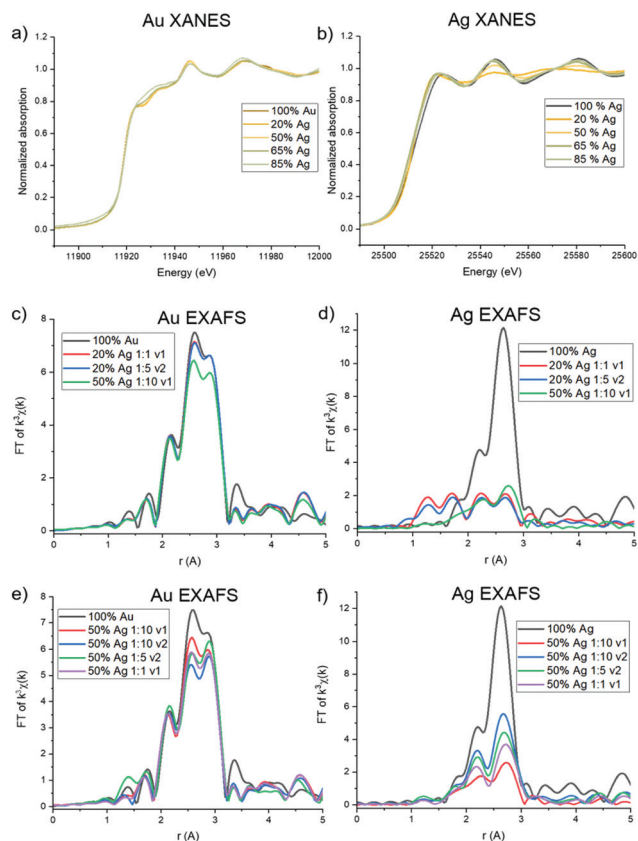 Au XANES
a)
Normalized absorption
1.2
1.0
0.8
0.6
0.4
0.2
0.0
100% Au
20% Ag
50% Ag
65% Ag
85% Ag
11900
11920
11940
11960
11980
12000
Energy (eV)
Ag XANES
b)
Normalized absorption
1.2
1.0
0.8
0.6
0.4
0.2
0.0
100 % Ag
20 % Ag
50 % Ag
65 % Ag
85 % Ag
25500
25520
25540
25560
25580
25600
Energy (eV)
c)
Au EXAFS
FT of k³χ(k)
8
7
5
4
3
1
0
100% Au
20% Ag 1:1 v1
20% Ag 1:5 v2
50% Ag 1:10 v1
0
1
2
3
4
5
r (A)
d)
Ag EXAFS
FT of k³χ(k)
12
10
8
6
4
2
0
100% Ag
20% Ag 1:1 v1
20% Ag 1:5 v2
50% Ag 1:10 v1
0
1
2
3
4
5
r (A)
e)
Au EXAFS
FT of k³χ(k)
8
7
6
5
4
3
2
1
0
100% Au
50% Ag 1:10 v1
50% Ag 1:10 v2
50% Ag 1:5 v2
50% Ag 1:1 v1
0
1
2
3
4
5
r (A)
f)
Ag EXAFS
FT of k³χ(k)
12
10
8
6
4
2
0
100% Ag
50% Ag 1:10 v1
50% Ag 1:10 v2
50% Ag 1:5 v2
50% Ag 1:1 v1
0
1
2
3
4
5
r (A)